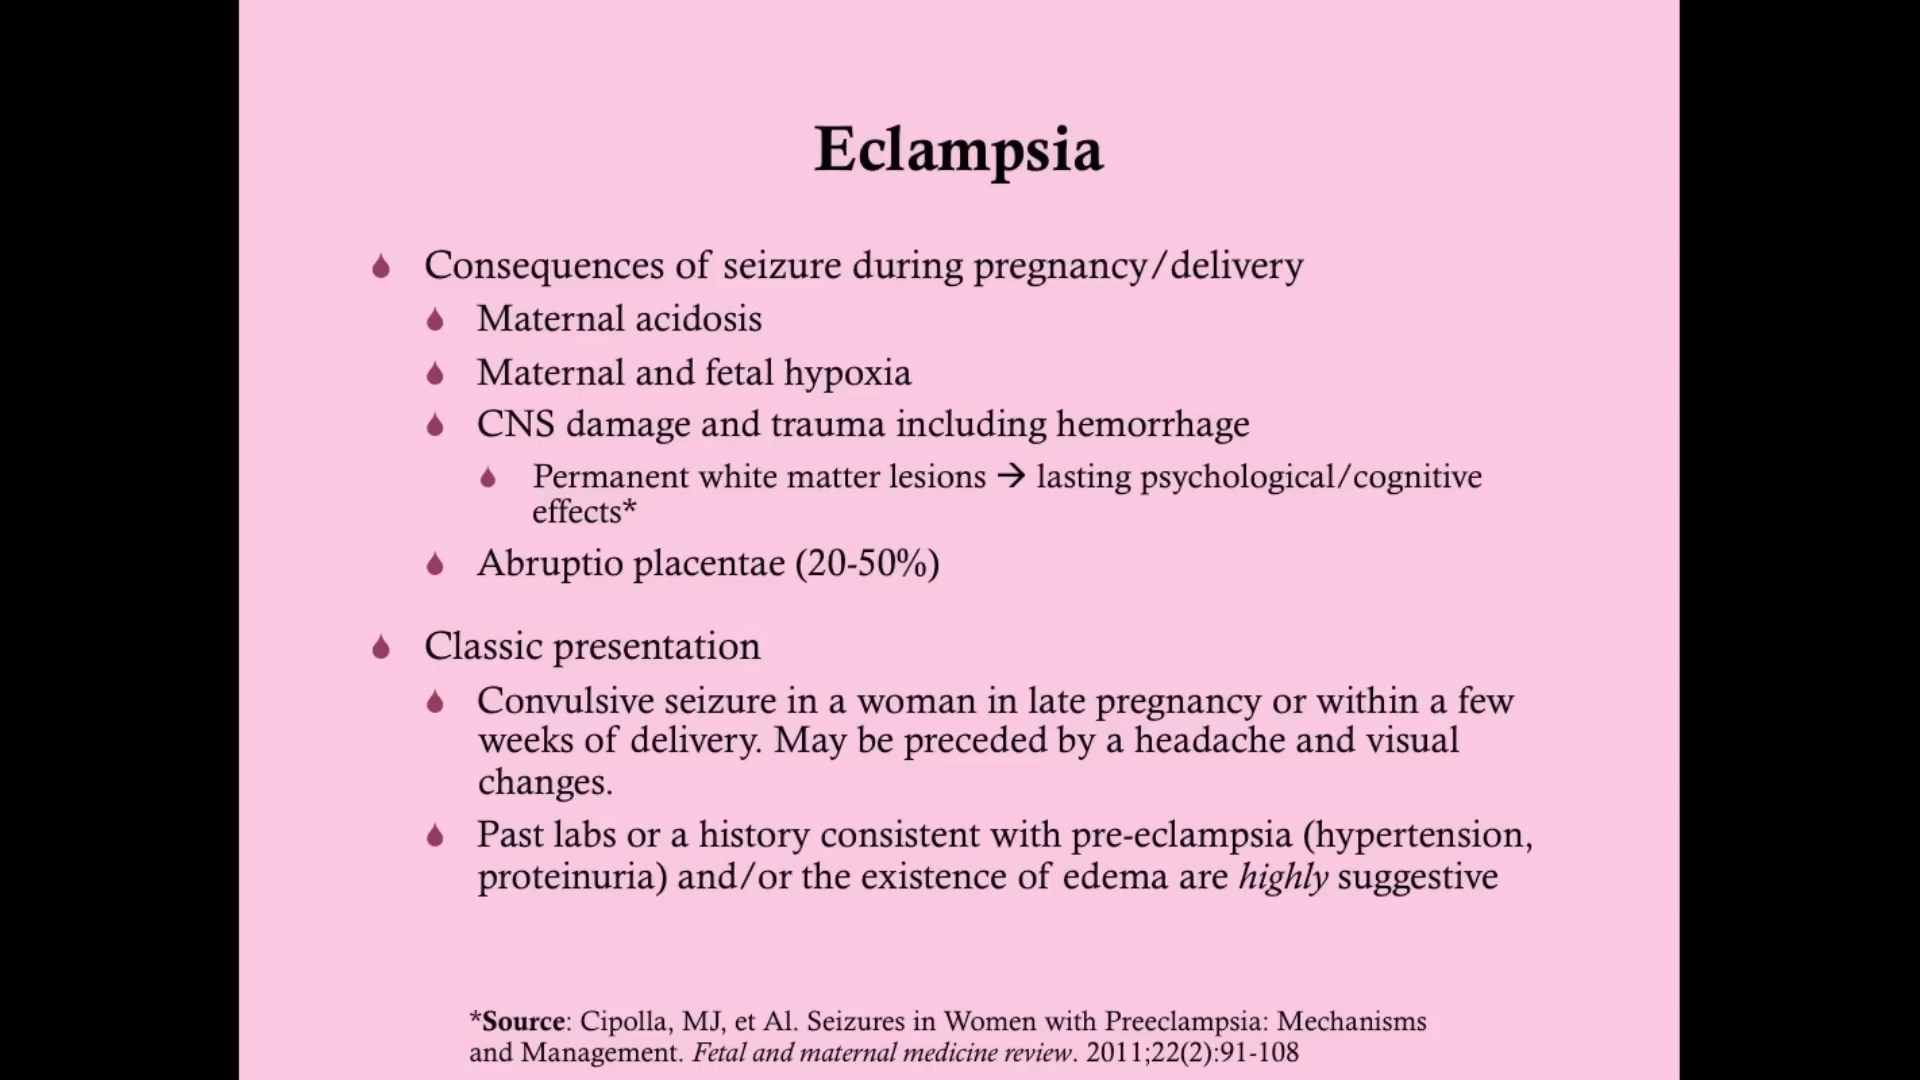 Eclampsia
Consequences of seizure during pregnancy/delivery
Maternal acidosis
Maternal and fetal hypoxia
CNS damage and trauma including hemorrhage
Permanent white matter lesions → lasting psychological/cognitive
effects*
Abruptio placentae (20-50%)
Classic presentation
Convulsive seizure in a woman in late pregnancy or within a few
weeks of delivery. May be preceded by a headache and visual
changes.
Past labs or a history consistent with pre-eclampsia (hypertension,
proteinuria) and/or the existence of edema are highly suggestive
*Source: Cipolla, MJ, et Al. Seizures in Women with Preeclampsia: Mechanisms
and Management. Fetal and maternal medicine review. 2011;22(2):91-108